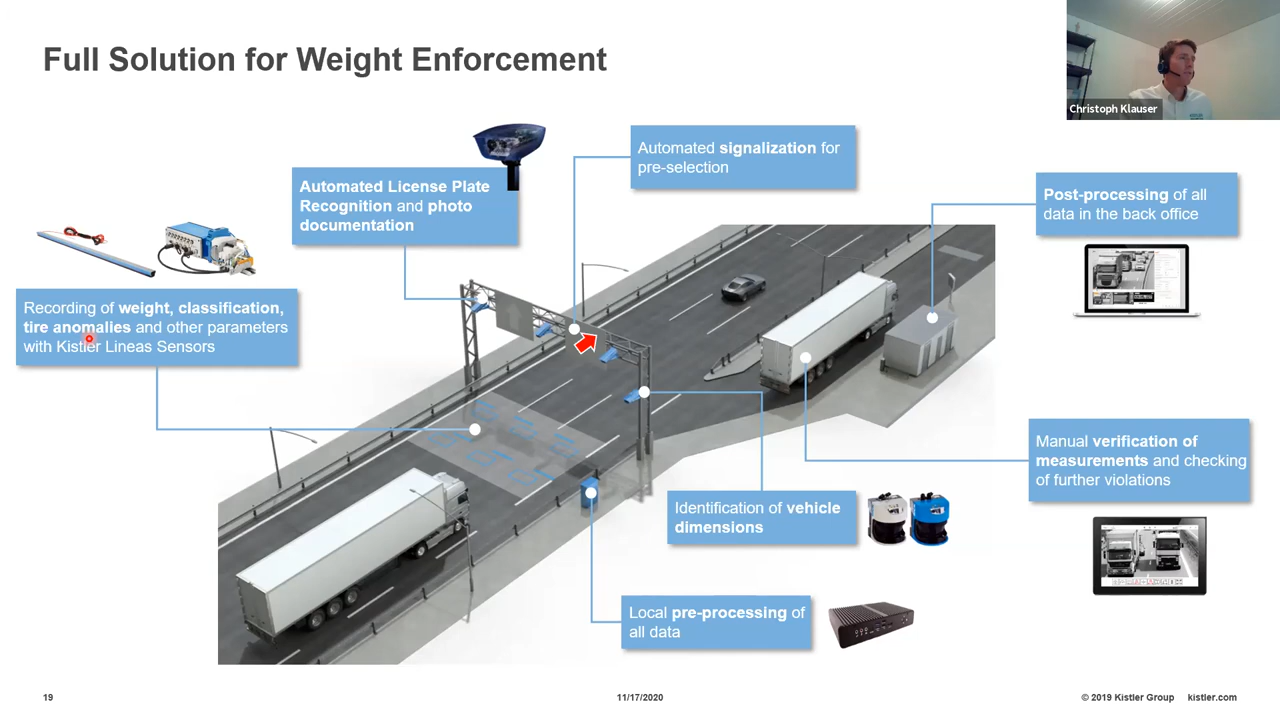 Full Solution for Weight Enforcement
Christoph Klauser
Automated signalization for
pre-selection
Automated License Plate
Recognition and photo
documentation
Post-processing of all
data in the back office
Recording of weight, classification,
tire anomalies and other parameters
with Kistler Lineas Sensors
Manual verification of
measurements and checking
of further violations
Identification of vehicle
dimensions
Local pre-processing of
all data
19
11/17/2020
© 2019 Kistler Group kistler.com